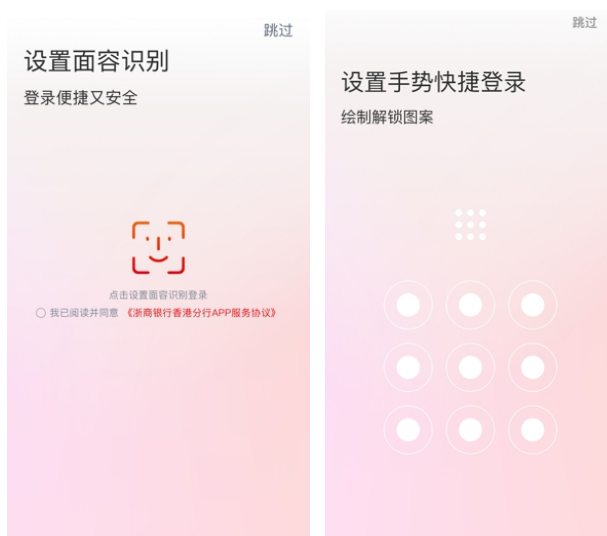 跳过
设置面容识别
登录便捷又安全
点击设置面容识别登录
我已阅读并同意 《浙商银行香港分行APP服务协议》
跳过
设置手势快捷登录
绘制解锁图案